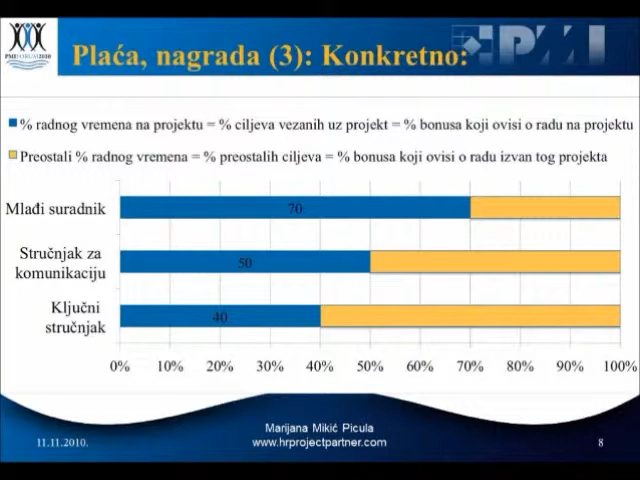 PMI FORUM 2010
PMI
Plaća, nagrada (3): Konkretno:
% radnog vremena na projektu = % ciljeva vezanih uz projekt = % bonusa koji ovisi o radu na projektu
Preostali % radnog vremena = % preostalih ciljeva = % bonusa koji ovisi o radu izvan tog projekta
Mlađi suradnik
70
Stručnjak za
komunikaciju
50
Ključni
stručnjak
40
0% 10% 20% 30% 40% 50% 60% 70% 80% 90% 100%
Marijana Mikić Picula
11.11.2010.
www.hrprojectpartner.com
8